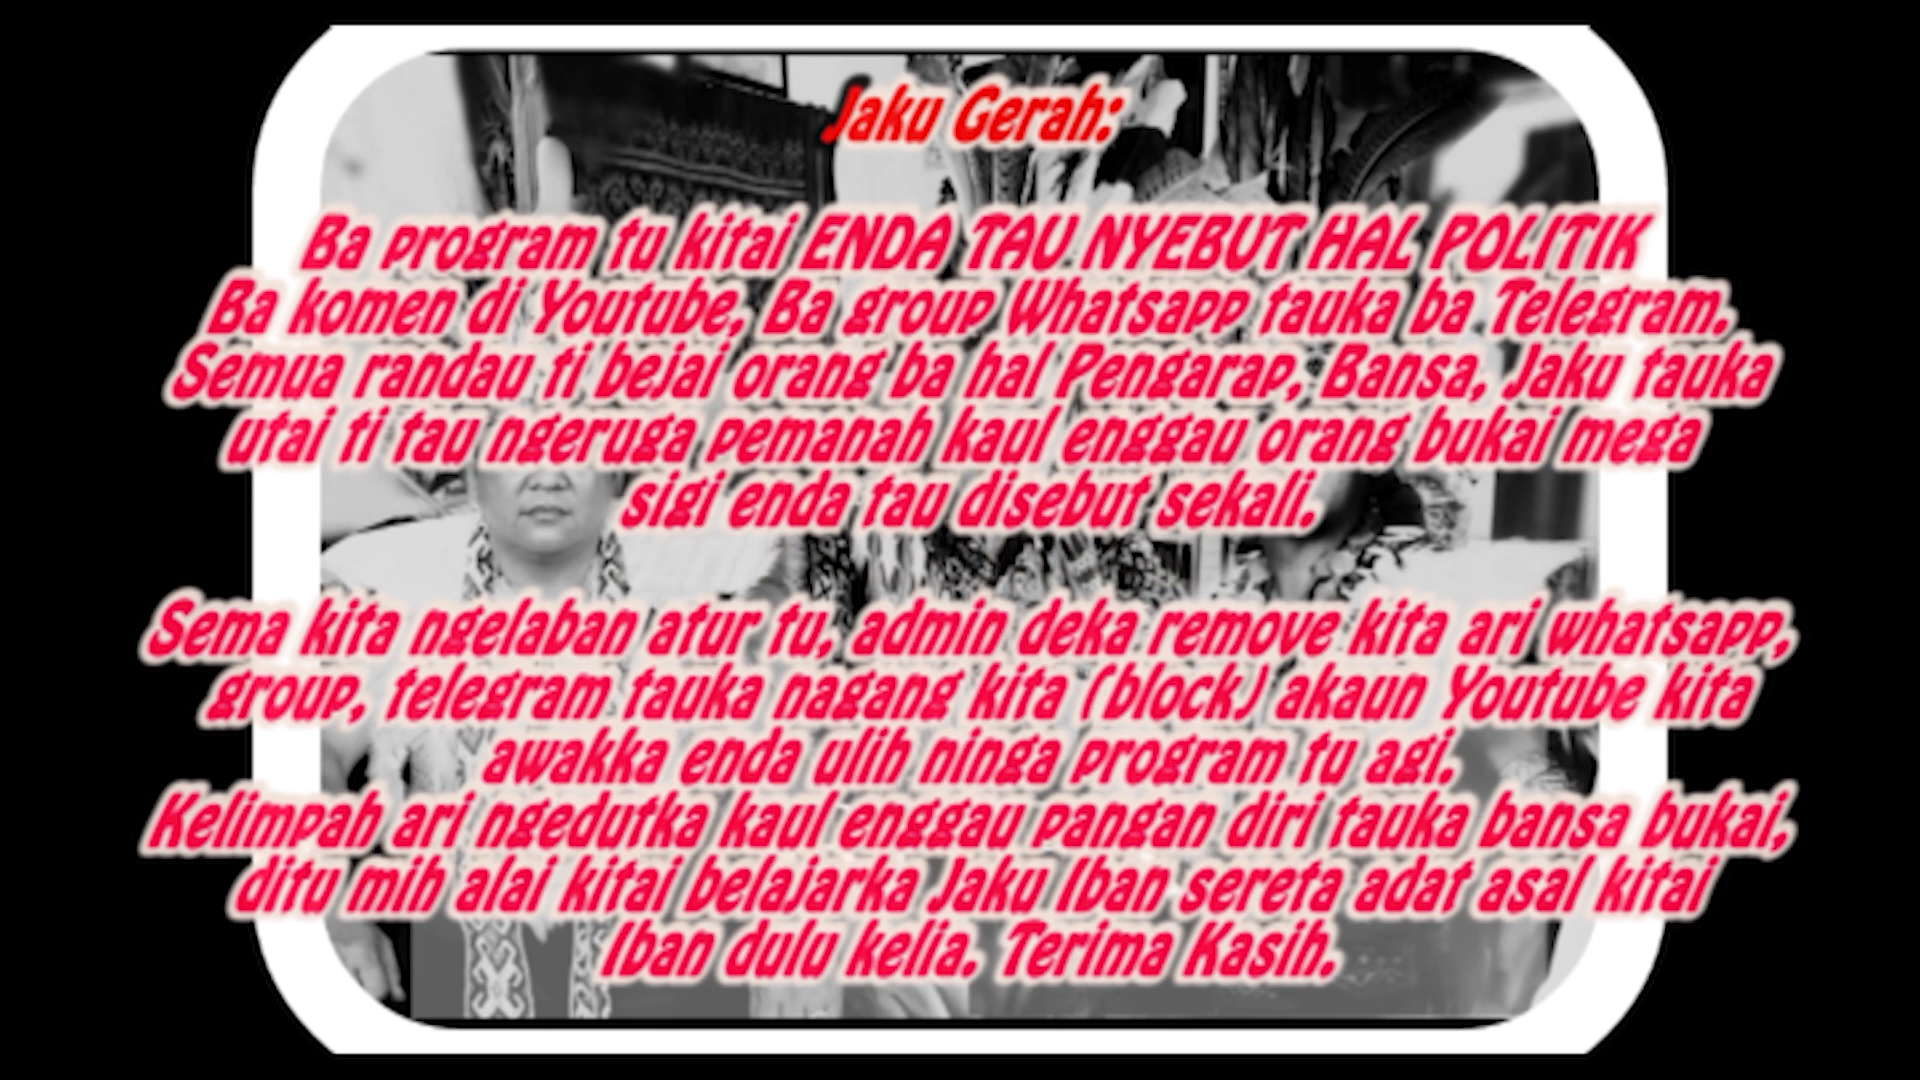 Jaku Gerah:
Ba program tu kitai ENDA TAU NYEBUT HAL POLITIK
Ba komen di Youtube, Ba group Whatsapp tauka ba Telegram.
Semua randau ti bejai orang ba hal Pengarap, Bansa, Jaku tauka
utai ti tau ngeruga pemanah kaul enggau orang bukai mega
sigi enda tau disebut sekali.
Sema kita ngelaban atur tu, admin deka remove kita ari whatsapp,
group, telegram tauka nagang kita (block) akaun Youtube kita
awakka enda ulih ninga program tu agi.
Kelimpah ari ngedutka kaul enggau pangan diri tauka bansa bukai,
ditu mih alai kitai belajarka Jaku Iban sereta adat asal kitai
Iban dulu kelia. Terima Kasih.